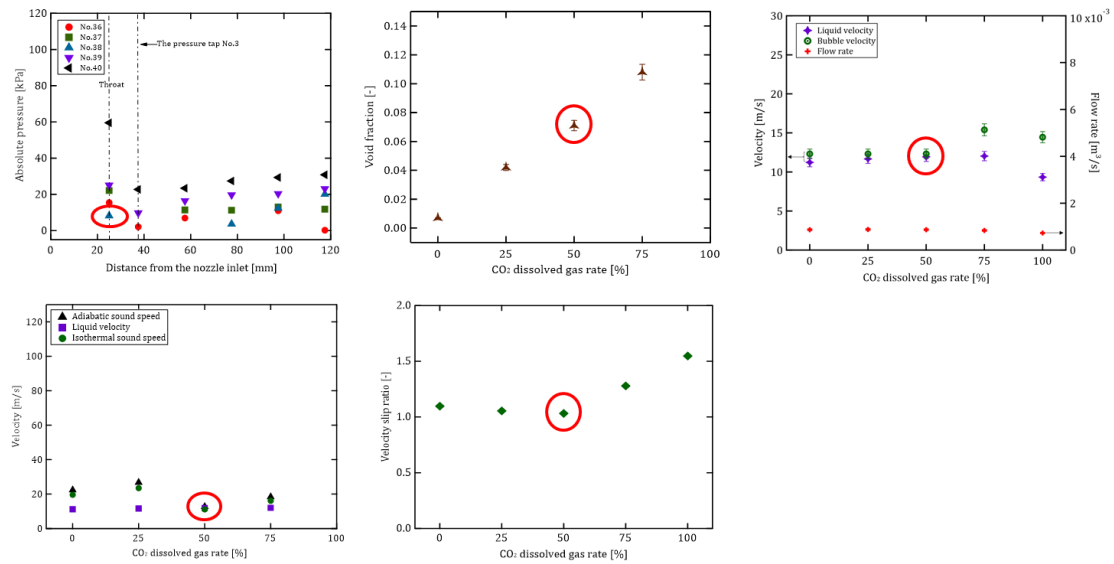 120
100
80
60
40
20
0
Absolute pressure [kPa]
No.36
No.37
No.38
No.39
No.40
The pressure tap No.3
Throat
0
20
40
60
80
100
120
Distance from the nozzle inlet [mm]
0.14
0.12
0.10
0.08
0.06
0.04
0.02
0.00
Void fraction [-]
0
25
50
75
100
CO₂ dissolved gas rate [%]
30
25
20
15
10
5
0
Velocity [m/s]
Liquid velocity
Bubble velocity
Flow rate
10 x10⁻³
8
6
4
2
0
Flow rate [m³/s]
0
25
50
75
100
CO₂ dissolved gas rate [%]
120
100
80
60
40
20
0
Velocity [m/s]
Adiabatic sound speed
Liquid velocity
Isothermal sound speed
0
25
50
75
100
CO₂ dissolved gas rate [%]
2.0
1.5
1.0
0.5
0.0
Velocity slip ratio [-]
0
25
50
75
100
CO₂ dissolved gas rate [%]